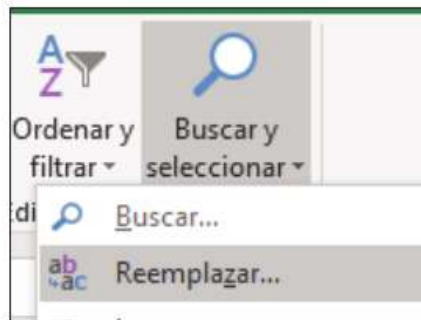 Ordenar y
filtrar
Buscar y
seleccionar
Buscar...
Reemplazar...